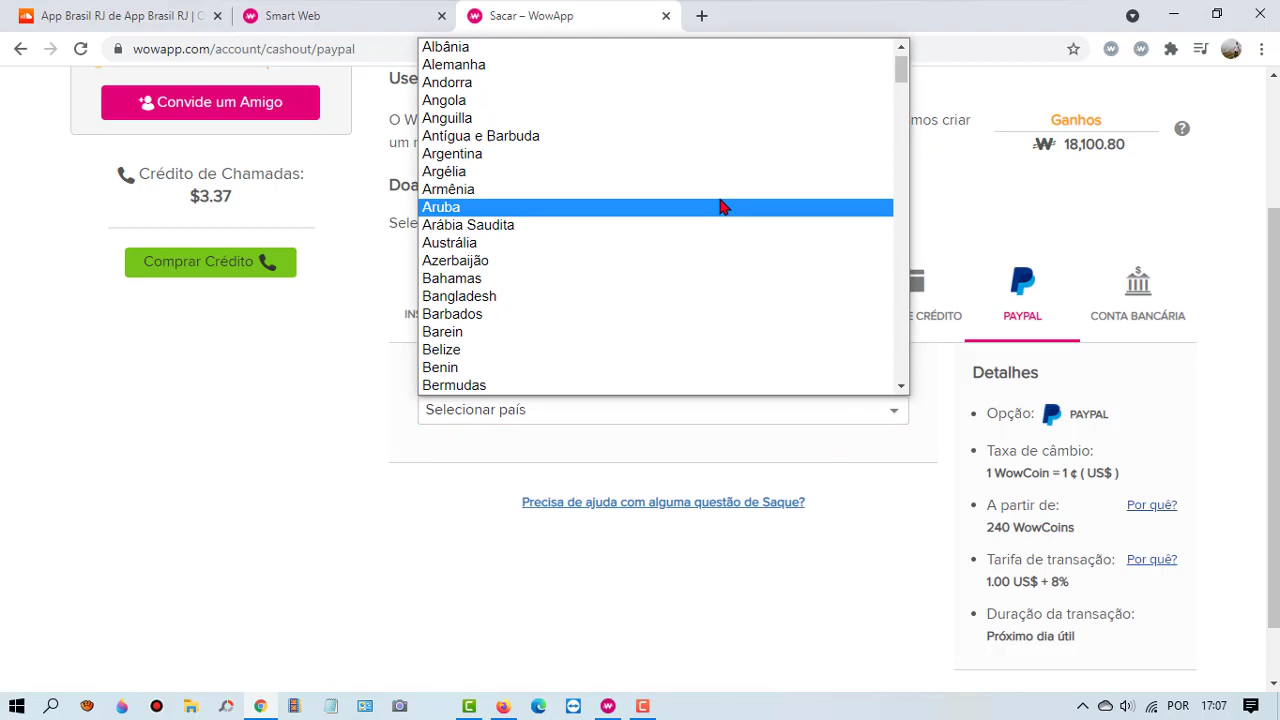 App Brasil RJ de App Brasil RJ | G
Smart Web
Sacar – WowApp
wowapp.com/account/cashout/paypal
Convide um Amigo
Crédito de Chamadas:
$3.37
Comprar Crédito
Use
O W
mos criar
um r
Doa
Sele
Ganhos
18,100.80
Albânia
Alemanha
Andorra
Angola
Anguilla
Antígua e Barbuda
Argentina
Argélia
Armênia
Aruba
Arábia Saudita
Austrália
Azerbaijão
Bahamas
Bangladesh
Barbados
Barein
Belize
Benin
Bermudas
INS
E CRÉDITO
PAYPAL
CONTA BANCÁRIA
Selecionar país
Precisa de ajuda com alguma questão de Saque?
Detalhes
Opção: PAYPAL
Taxa de câmbio:
1 WowCoin = 1 ¢ ( US$ )
A partir de: Por quê?
240 WowCoins
Tarifa de transação: Por quê?
1.00 US$ + 8%
Duração da transação:
Próximo dia útil
POR 17:07